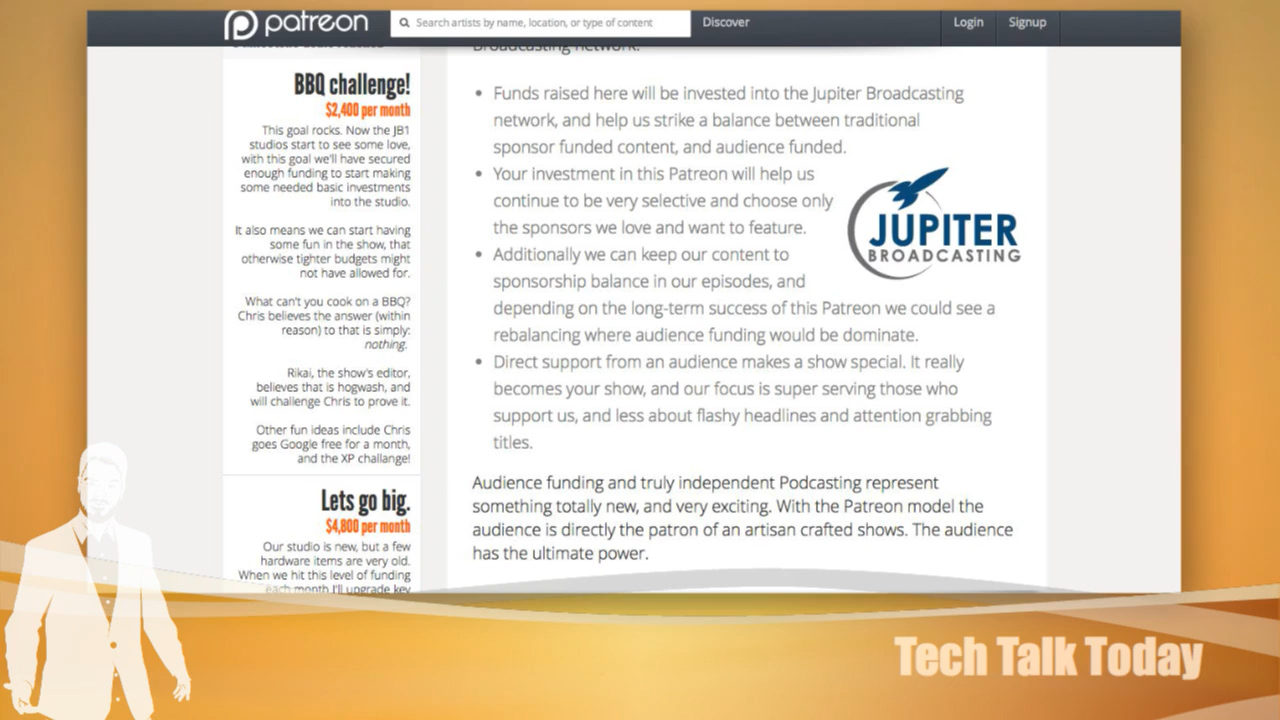 patreon
Search artists by name, location, or type of content
Discover
Login
Signup
BBQ challenge!
$2,400 per month
This goal rocks. Now the JB1
studios start to see some love,
with this goal we'll have secured
enough funding to start making
some needed basic investments
into the studio.
It also means we can start having
some fun in the show, that
otherwise tighter budgets might
not have allowed for.
What can't you cook on a BBQ?
Chris believes the answer (within
reason) to that is simply:
nothing.
Rikai, the show's editor,
believes that is hogwash, and
will challenge Chris to prove it.
Other fun ideas include Chris
goes Google free for a month,
and the XP challange!
Lets go big.
$4,800 per month
Our studio is new, but a few
hardware items are very old.
When we hit this level of funding
each month I'll upgrade key
Broadcasting network.
• Funds raised here will be invested into the Jupiter Broadcasting
network, and help us strike a balance between traditional
sponsor funded content, and audience funded.
• Your investment in this Patreon will help us
continue to be very selective and choose only
the sponsors we love and want to feature.
• Additionally we can keep our content to
sponsorship balance in our episodes, and
depending on the long-term success of this Patreon we could see a
rebalancing where audience funding would be dominate.
• Direct support from an audience makes a show special. It really
becomes your show, and our focus is super serving those who
support us, and less about flashy headlines and attention grabbing
titles.
JUPITER
BROADCASTING
Audience funding and truly independent Podcasting represent
something totally new, and very exciting. With the Patreon model the
audience is directly the patron of an artisan crafted shows. The audience
has the ultimate power.
Tech Talk Today